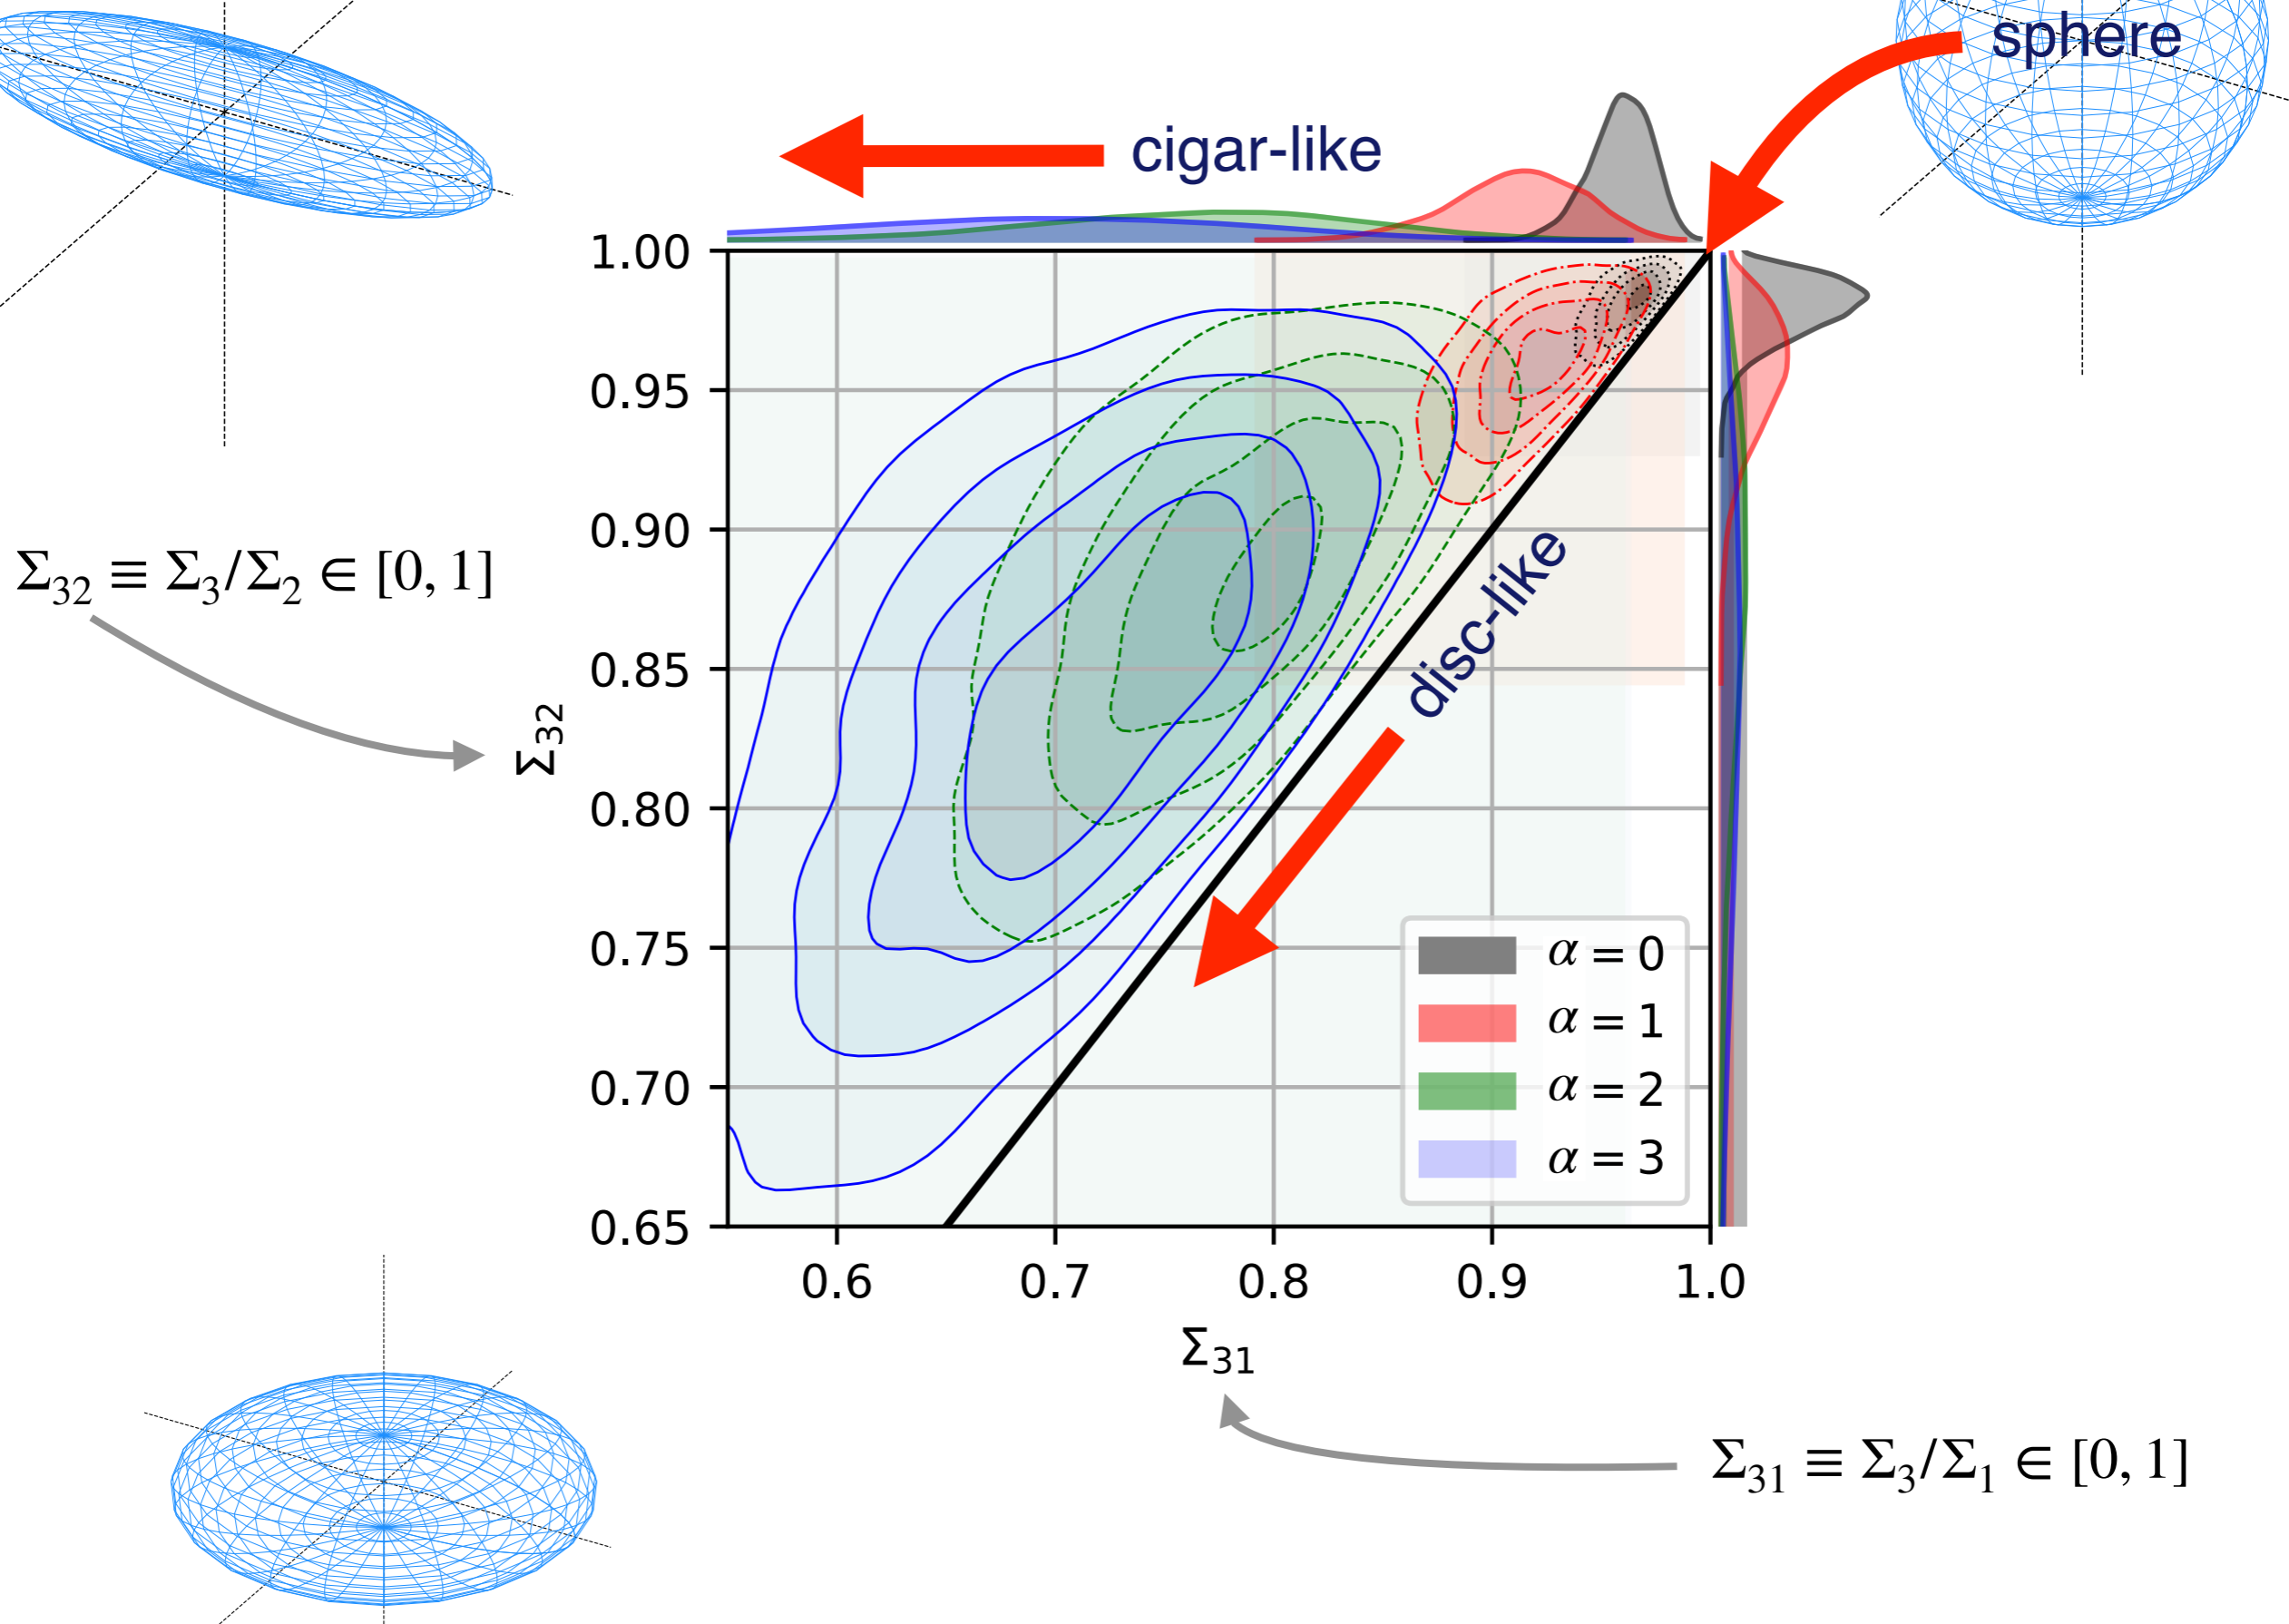 sphere
cigar-like
1.00
0.95
0.90
0.85
0.80
0.75
0.70
0.65
Σ₃₂ ≡ Σ₃/Σ₂ ∈ [0, 1]
Σ₃₂
disc-like
α = 0
α = 1
α = 2
α = 3
0.6 0.7 0.8 0.9 1.0
Σ₃₁
Σ₃₁ ≡ Σ₃/Σ₁ ∈ [0, 1]